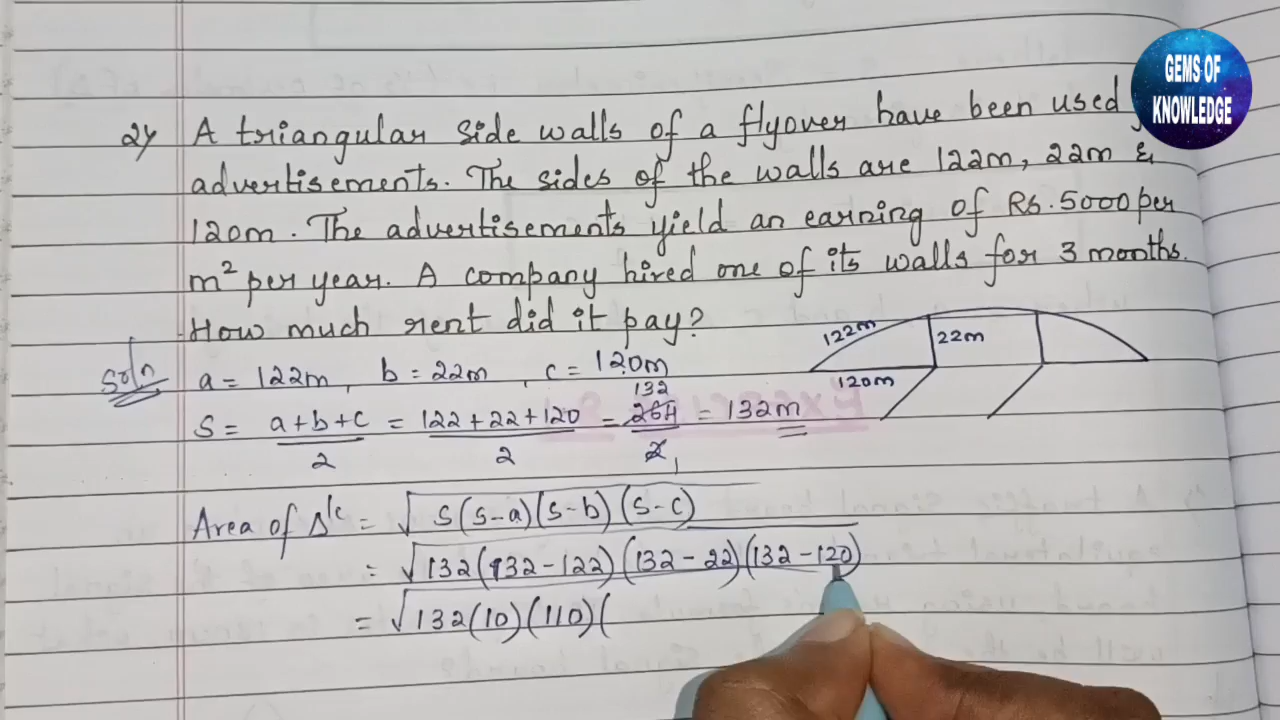 GEMS OF
KNOWLEDGE
2) A triangular side walls of a flyover have been used
advertisements. The sides of the walls are 122m, 22m &
120m. The advertisements yield an earning of Rs. 5000 per
m² per year. A company hired one of its walls for 3 months.
How much rent did it pay?
122m
22m
120m
Soln
a = 122m, b = 22m, c = 120m
S = a+b+c/2 = 122+22+120/2 = 264/2 = 132m
132
1
Area of Δle = √S(S-a)(S-b)(S-c)
= √132(132-122)(132-22)(132-120)
= √132(10)(110)(